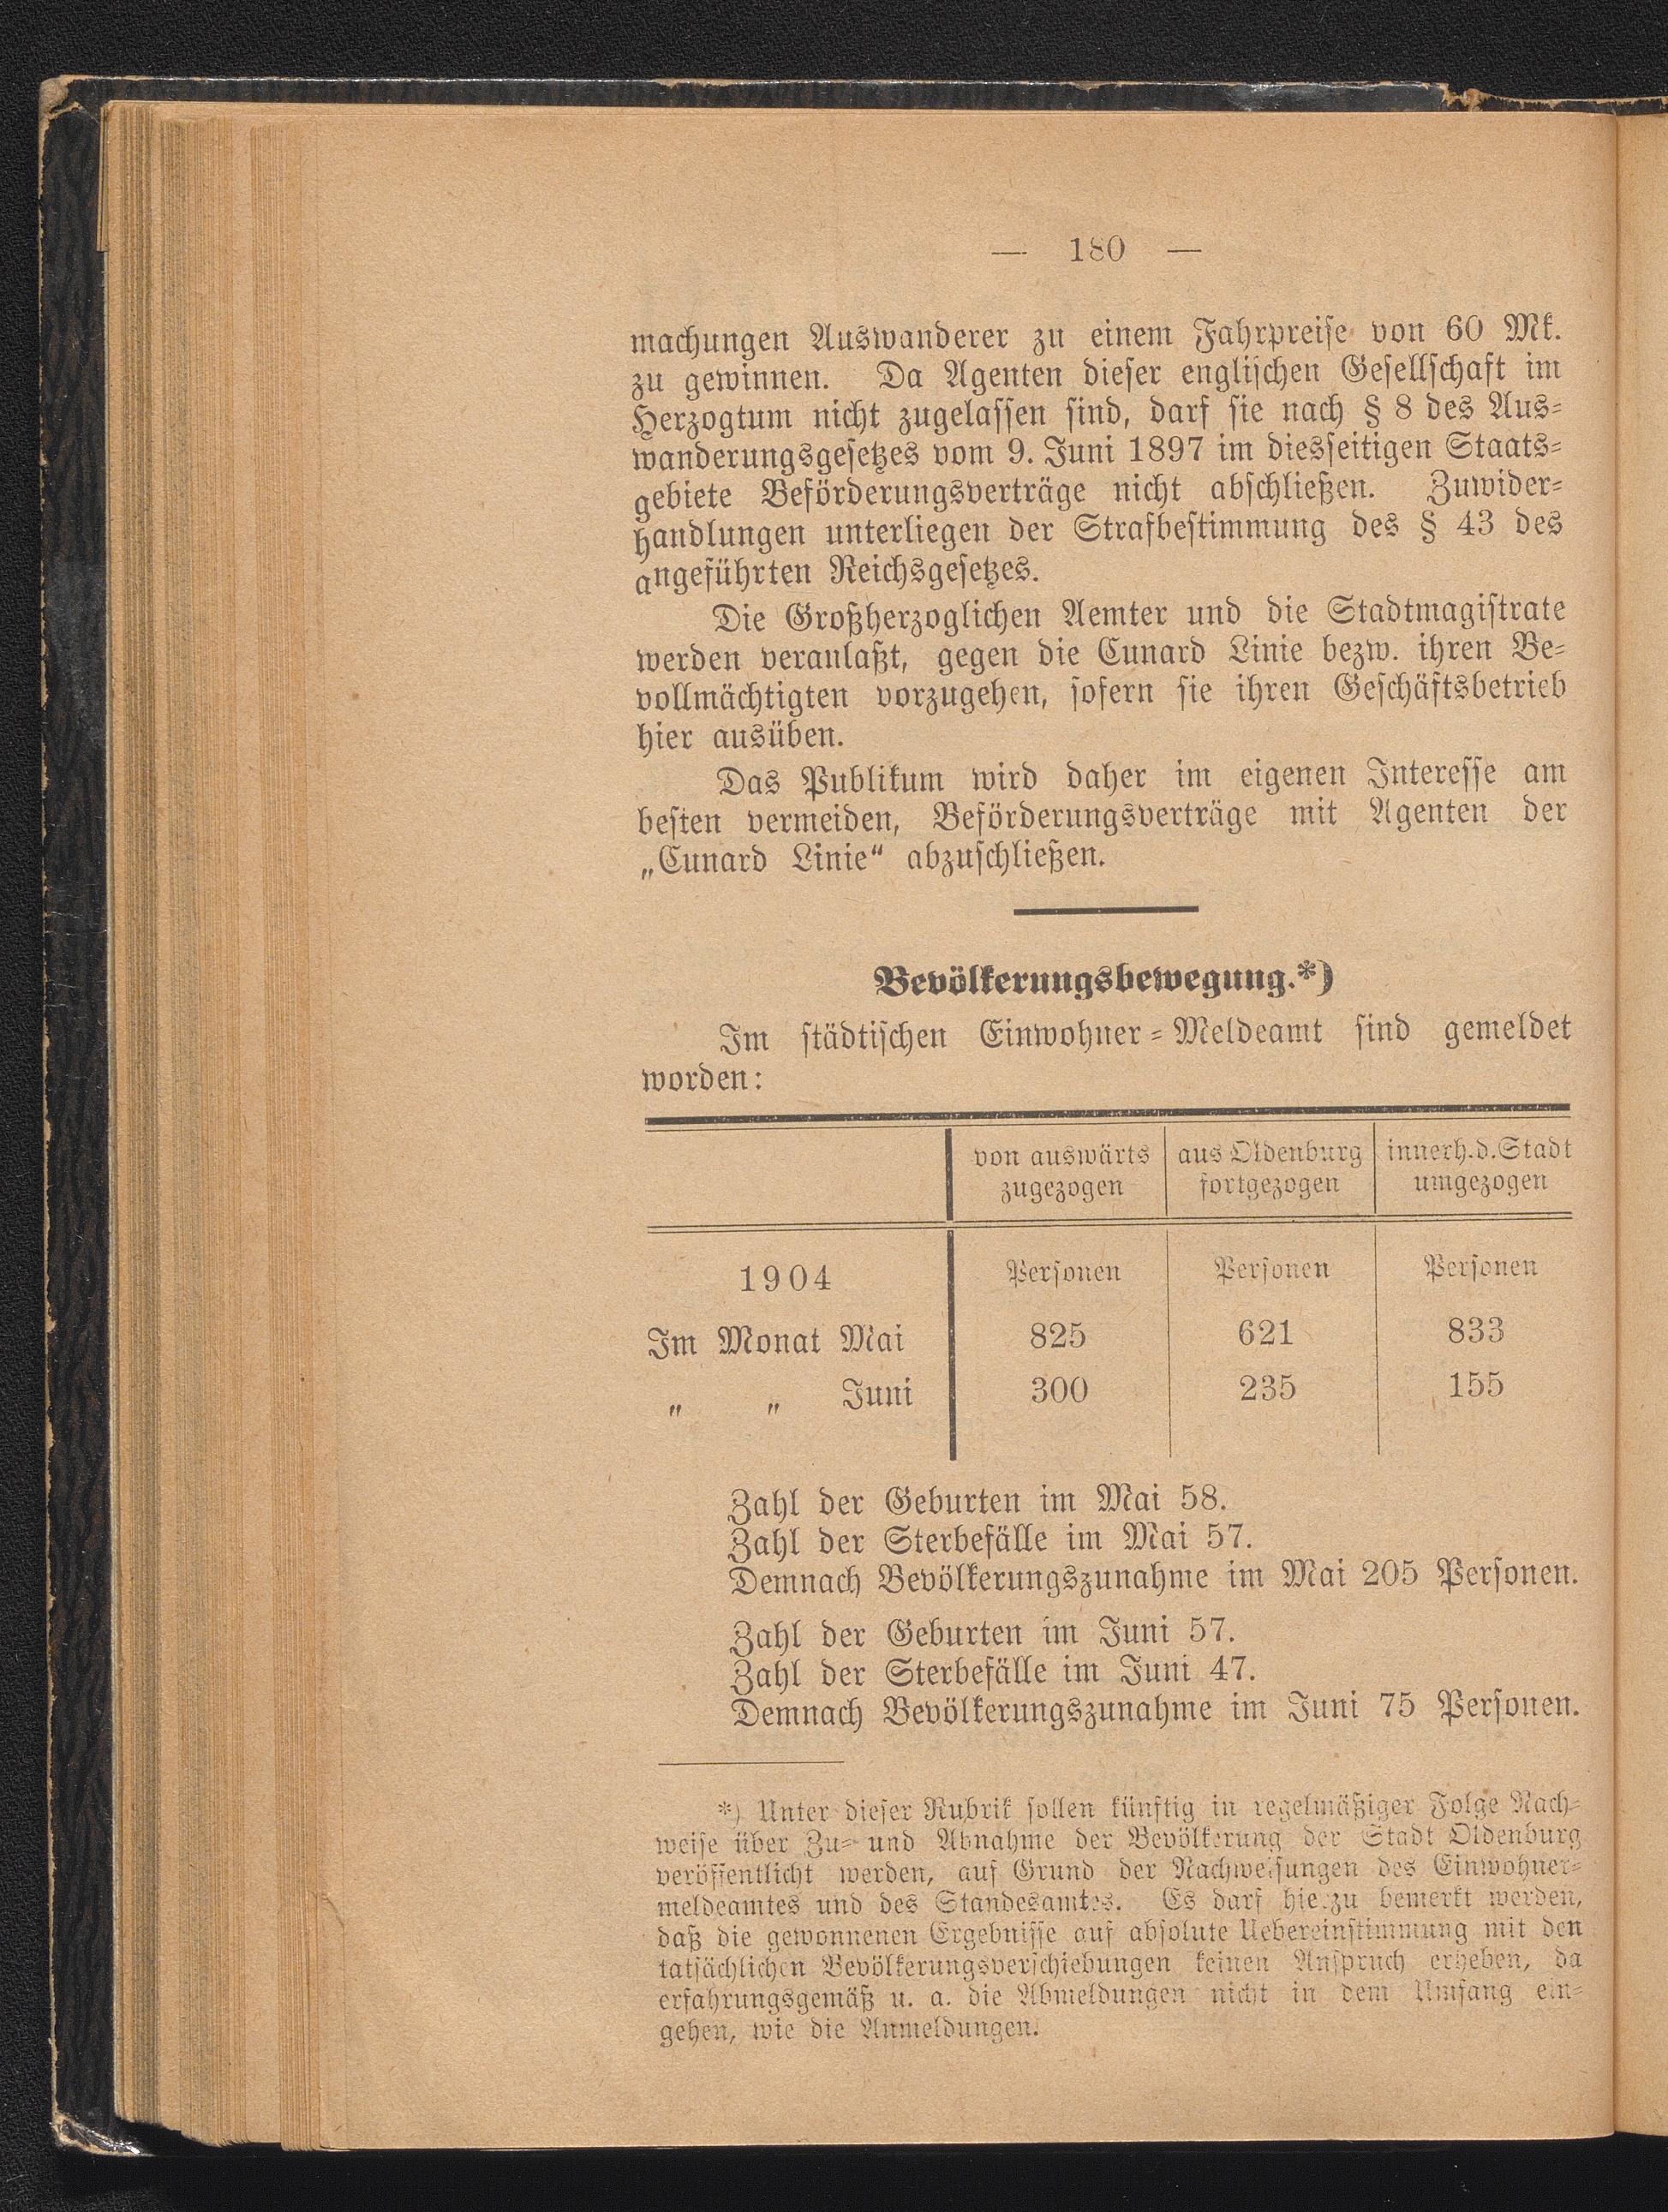 — 180 —
machungen Auswanderer zu einem Fahrpreise von 60 Mk.
zu gewinnen. Da Agenten dieser englischen Gesellschaft im
Herzogtum nicht zugelassen sind, darf sie nach § 8 des Aus-
wanderungsgesetzes vom 9. Juni 1897 im diesseitigen Staats-
gebiete Beförderungsverträge nicht abschließen. Zuwider-
handlungen unterliegen der Strafbestimmung des § 43 des
angeführten Reichsgesetzes.
Die Großherzoglichen Aemter und die Stadtmagistrate
werden veranlaßt, gegen die Cunard Linie bezw. ihren Be-
vollmächtigten vorzugehen, sofern sie ihren Geschäftsbetrieb
hier ausüben.
Das Publikum wird daher im eigenen Interesse am
besten vermeiden, Beförderungsverträge mit Agenten der
„Cunard Linie“ abzuschließen.
Bevölkerungsbewegung.*)
Im städtischen Einwohner-Meldeamt sind gemeldet
worden:
von auswärts aus Oldenburg innerh.d.Stadt
zugezogen fortgezogen umgezogen
1904 Personen Personen Personen
Im Monat Mai 825 621 833
„ „ Juni 300 235 155
Zahl der Geburten im Mai 58.
Zahl der Sterbefälle im Mai 57.
Demnach Bevölkerungszunahme im Mai 205 Personen.
Zahl der Geburten im Juni 57.
Zahl der Sterbefälle im Juni 47.
Demnach Bevölkerungszunahme im Juni 75 Personen.
*) Unter dieser Rubrik sollen künftig in regelmäßiger Folge Nach-
weise über Zu- und Abnahme der Bevölkerung der Stadt Oldenburg
veröffentlicht werden, auf Grund der Nachweisungen des Einwohner-
meldeamtes und des Standesamtes. Es darf hierzu bemerkt werden,
daß die gewonnenen Ergebnisse auf absolute Uebereinstimmung mit den
tatsächlichen Bevölkerungsverschiebungen keinen Anspruch erheben, da
erfahrungsgemäß u. a. die Abmeldungen nicht in dem Umfang ein-
gehen, wie die Anmeldungen.